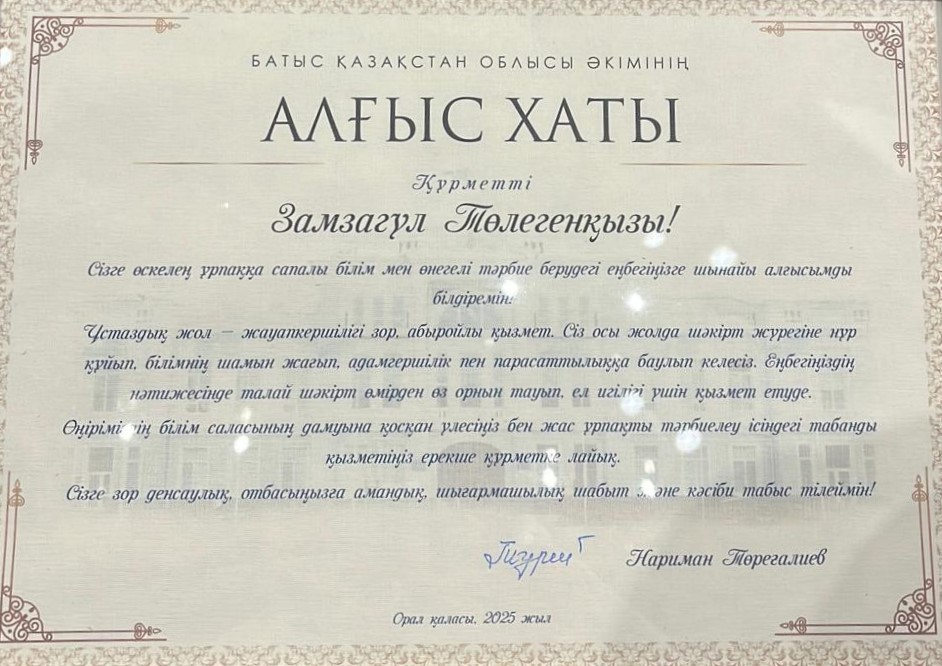 БАТЫС ҚАЗАҚСТАН ОБЛЫСЫ ӘКІМІНІҢ
АЛҒЫС ХАТЫ
Құрметті
Замзагүл Төлегенқызы!
Сізге өскелең ұрпаққа сапалы білім мен өнегелі тәрбие берудегі еңбегіңізге шынайы алғысымды
білдіремін!
Ұстаздық жол – жауапкершілігі зор, абыройлы қызмет. Сіз осы жолда шәкірт жүрегіне нұр
құйып, білімнің шамын жағып, адамгершілік пен парасаттылыққа баулып келесіз. Еңбегіңіздің
нәтижесінде талай шәкірт өмірден өз орнын тауып, ел игілігі үшін қызмет етуде.
Өңіріміздің білім саласының дамуына қосқан үлесіңіз бен жас ұрпақты тәрбиелеу ісіндегі табанды
қызметіңіз ерекше құрметке лайық.
Сізге зор денсаулық, отбасыңызға амандық, шығармашылық шабыт және кәсіби табыс тілеймін!
Нариман Төреғалиев
Орал қаласы, 2025 жыл